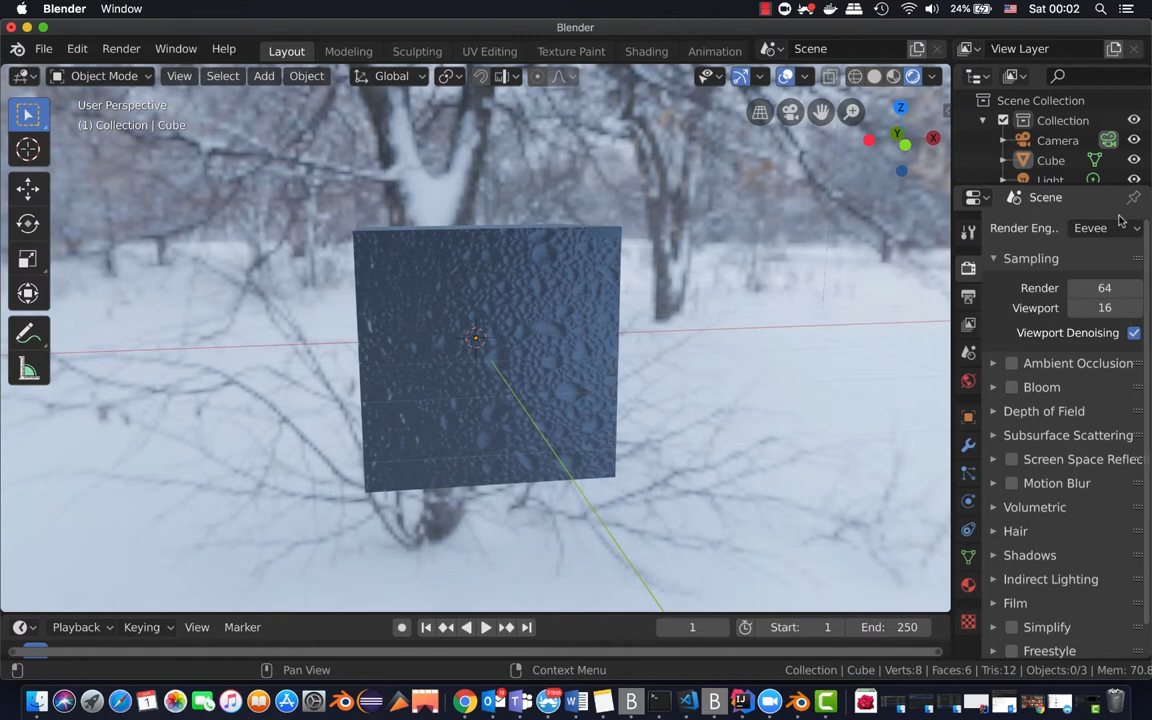 Blender Window 24% Sat 00:02
Blender
File Edit Render Window Help Layout Modeling Sculpting UV Editing Texture Paint Shading Animation Scene View Layer
Object Mode View Select Add Object Global
User Perspective
(1) Collection | Cube
Z
Y
X
Scene Collection
Collection
Camera
Cube
Light
Scene
Render Eng.. Eevee
Sampling
Render 64
Viewport 16
Viewport Denoising
Ambient Occlusion
Bloom
Depth of Field
Subsurface Scattering
Screen Space Reflec
Motion Blur
Volumetric
Hair
Shadows
Indirect Lighting
Film
Simplify
Freestyle
Playback Keying View Marker 1 Start: 1 End: 250
Pan View Context Menu Collection | Cube | Verts:8 | Faces:6 | Tris:12 | Objects:0/3 | Mem: 70.8